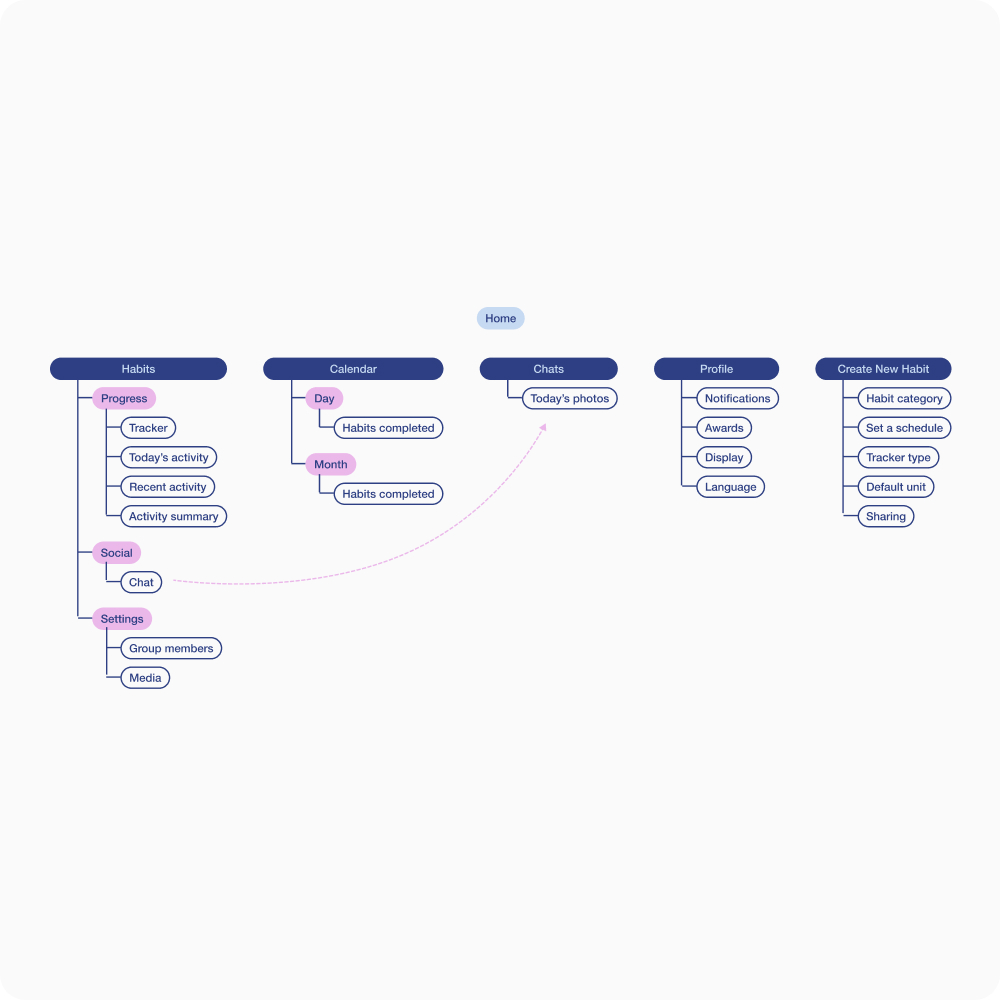 Home
Habits
Progress
Tracker
Today’s activity
Recent activity
Activity summary
Social
Chat
Settings
Group members
Media
Calendar
Day
Habits completed
Month
Habits completed
Chats
Today’s photos
Profile
Notifications
Awards
Display
Language
Create New Habit
Habit category
Set a schedule
Tracker type
Default unit
Sharing